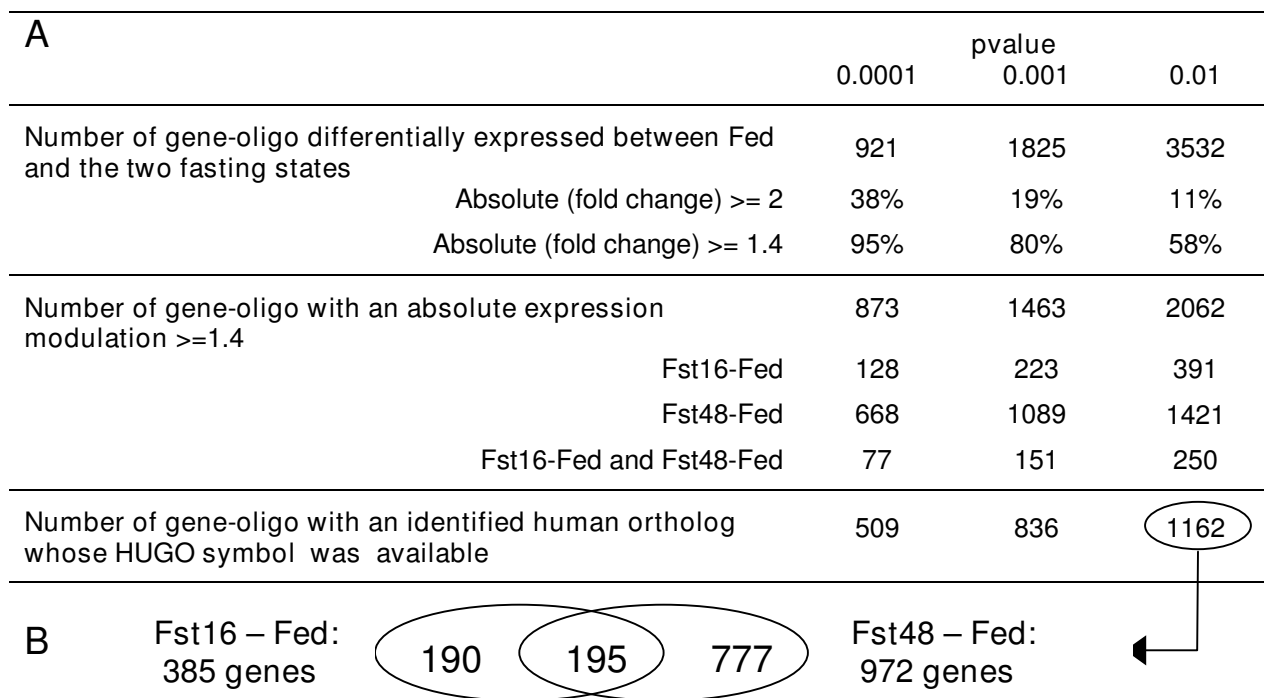 A
pvalue
0.0001 0.001 0.01
Number of gene-oligo differentially expressed between Fed
and the two fasting states
921 1825 3532
Absolute (fold change) >= 2 38% 19% 11%
Absolute (fold change) >= 1.4 95% 80% 58%
Number of gene-oligo with an absolute expression
modulation >=1.4
873 1463 2062
Fst16-Fed 128 223 391
Fst48-Fed 668 1089 1421
Fst16-Fed and Fst48-Fed 77 151 250
Number of gene-oligo with an identified human ortholog
whose HUGO symbol was available
509 836 1162
B
Fst16 – Fed:
385 genes
190 195 777
Fst48 – Fed:
972 genes